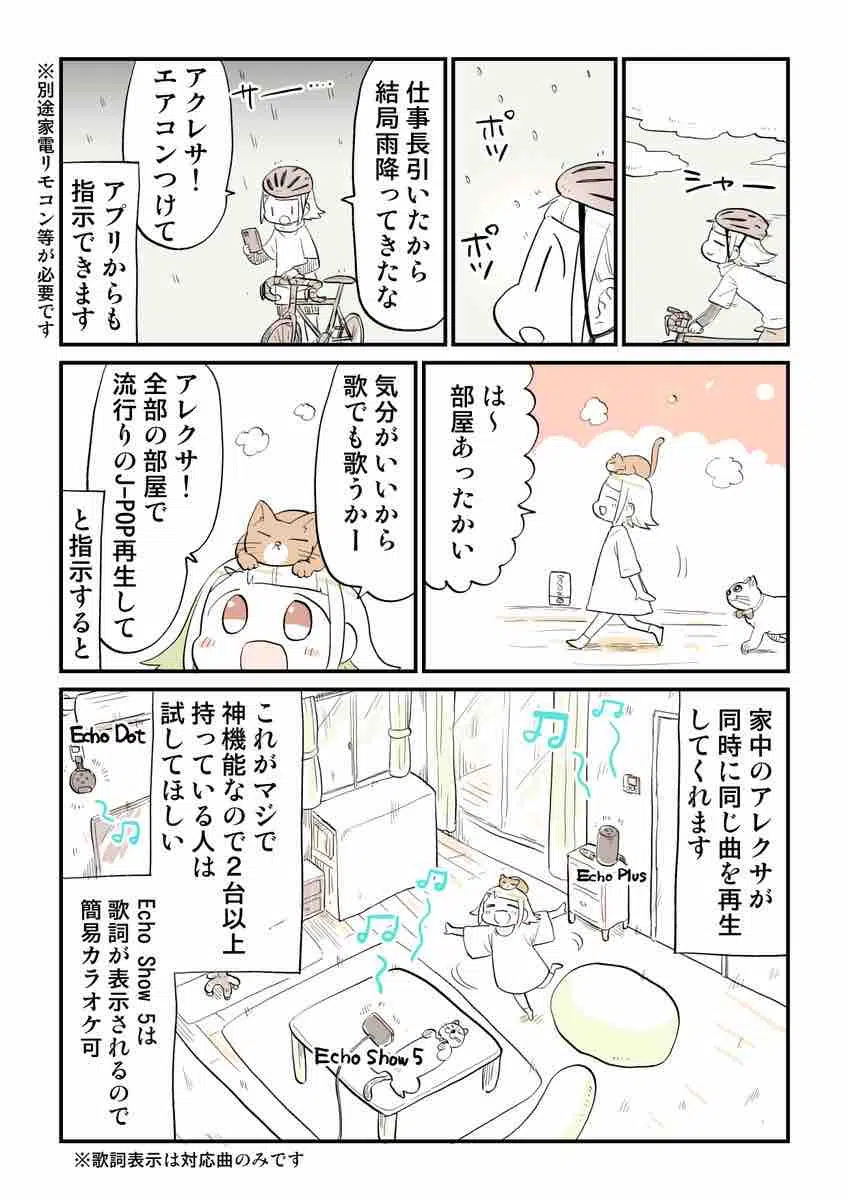 シャー
ポツ
ポツ
仕事長引いたから
結局雨降ってきたな
サー……
アクレサ！
エアコンつけて
アプリからも
指示できます
※別途家電リモコン等が必要です
は〜
部屋あったかい
気分がいいから
歌でも歌うかー
アレクサ！
全部の部屋で
流行りのJ-POP再生して
と指示すると
家中のアレクサが
同時に同じ曲を再生
してくれます
Echo Plus
これがマジで
神機能なので2台以上
持っている人は
試してほしい
Echo Dot
Echo Show 5
Echo Show 5は
歌詞が表示されるので
簡易カラオケ可
※歌詞表示は対応曲のみです